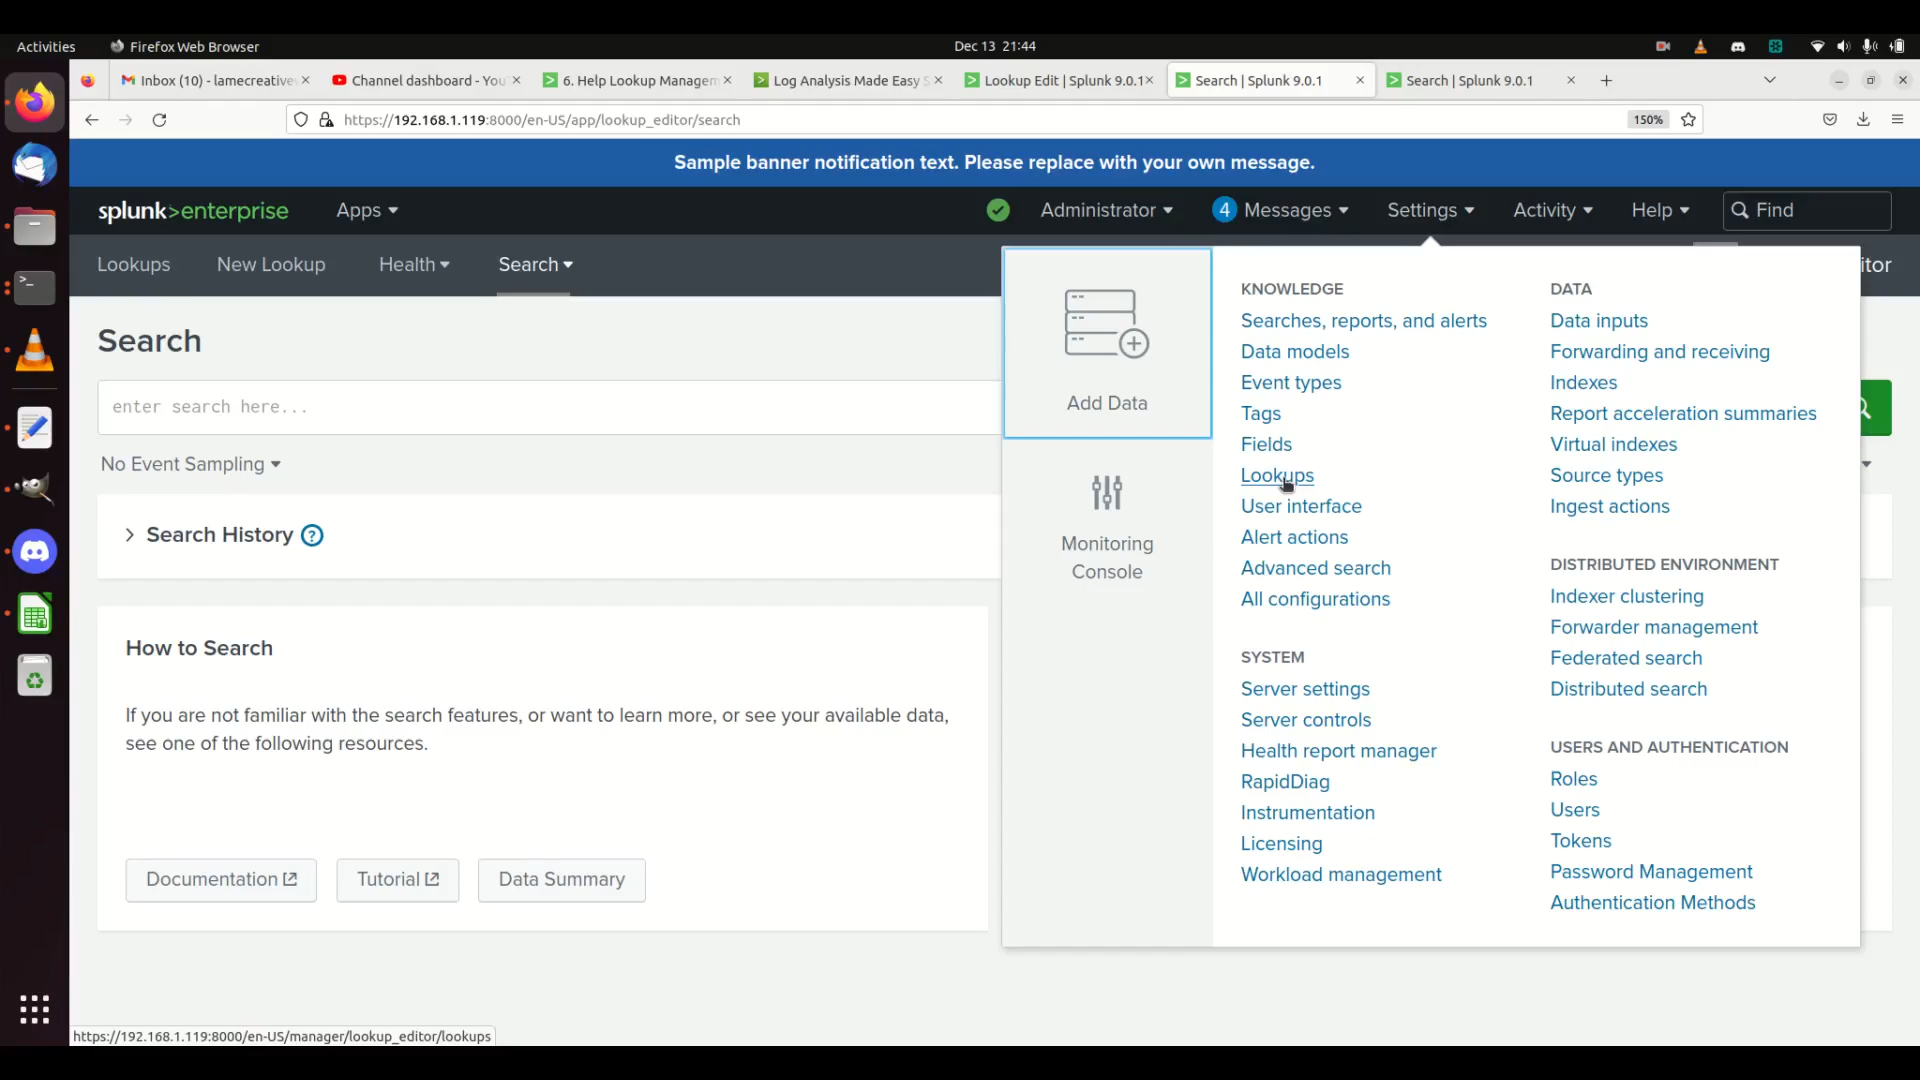 Activities
Firefox Web Browser
Dec 13 21:44
Inbox (10) - lamecreative
Channel dashboard - You
6. Help Lookup Managem
Log Analysis Made Easy S
Lookup Edit | Splunk 9.0.1
Search | Splunk 9.0.1
Search | Splunk 9.0.1
https://192.168.1.119:8000/en-US/app/lookup_editor/search
150%
Sample banner notification text. Please replace with your own message.
splunk>enterprise
Apps
Administrator
4 Messages
Settings
Activity
Help
Find
Lookups
New Lookup
Health
Search
itor
Search
enter search here...
No Event Sampling
Search History ?
How to Search
If you are not familiar with the search features, or want to learn more, or see your available data,
see one of the following resources.
Documentation
Tutorial
Data Summary
Add Data
Monitoring
Console
KNOWLEDGE
Searches, reports, and alerts
Data models
Event types
Tags
Fields
Lookups
User interface
Alert actions
Advanced search
All configurations
SYSTEM
Server settings
Server controls
Health report manager
RapidDiag
Instrumentation
Licensing
Workload management
DATA
Data inputs
Forwarding and receiving
Indexes
Report acceleration summaries
Virtual indexes
Source types
Ingest actions
DISTRIBUTED ENVIRONMENT
Indexer clustering
Forwarder management
Federated search
Distributed search
USERS AND AUTHENTICATION
Roles
Users
Tokens
Password Management
Authentication Methods
https://192.168.1.119:8000/en-US/manager/lookup_editor/lookups